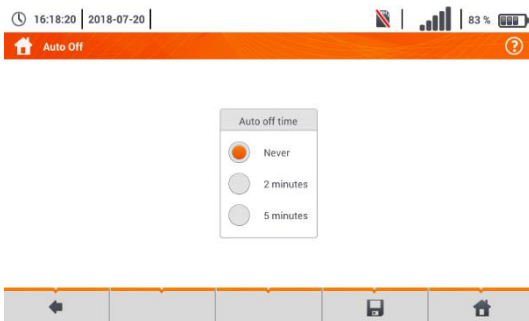 16:18:20 2018-07-20 83 %
Auto Off ?
Auto off time
Never
2 minutes
5 minutes